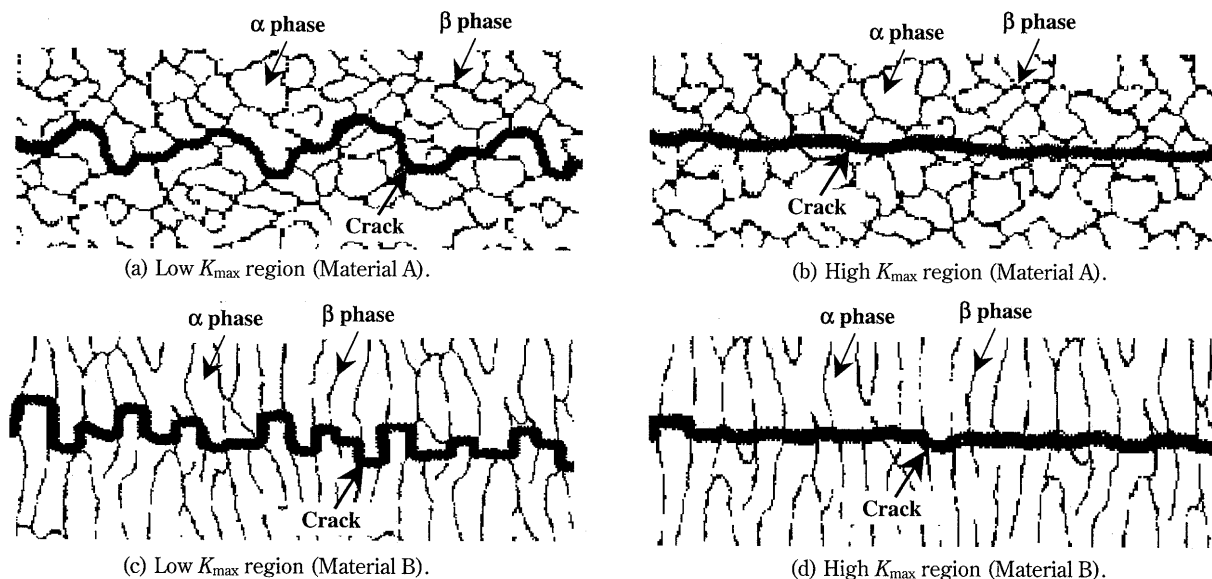 α phase
β phase
Crack
(a) Low Kmax region (Material A).
α phase
β phase
Crack
(b) High Kmax region (Material A).
α phase
β phase
Crack
(c) Low Kmax region (Material B).
α phase
β phase
Crack
(d) High Kmax region (Material B).